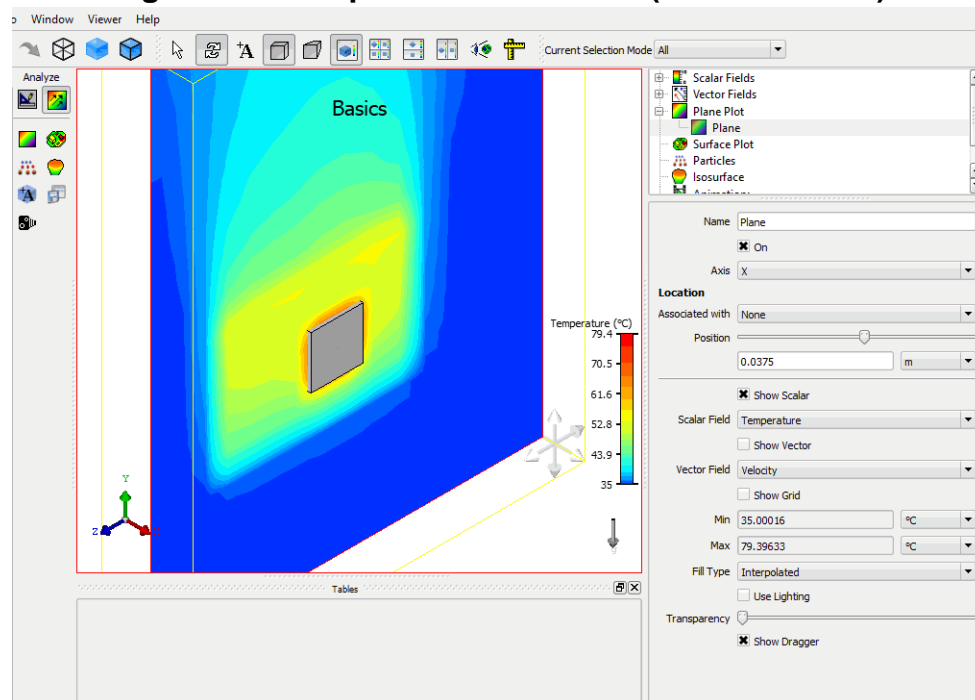 Window Viewer Help
Current Selection Mode All
Analyze
Basics
Temperature (°C)
79.4
70.5
61.6
52.8
43.9
35
Y
Z
Tables
Scalar Fields
Vector Fields
Plane Plot
Plane
Surface Plot
Particles
Isosurface
Name Plane
On
Axis X
Location
Associated with None
Position
0.0375 m
Show Scalar
Scalar Field Temperature
Show Vector
Vector Field Velocity
Show Grid
Min 35.00016 °C
Max 79.39633 °C
Fill Type Interpolated
Use Lighting
Transparency
Show Dragger